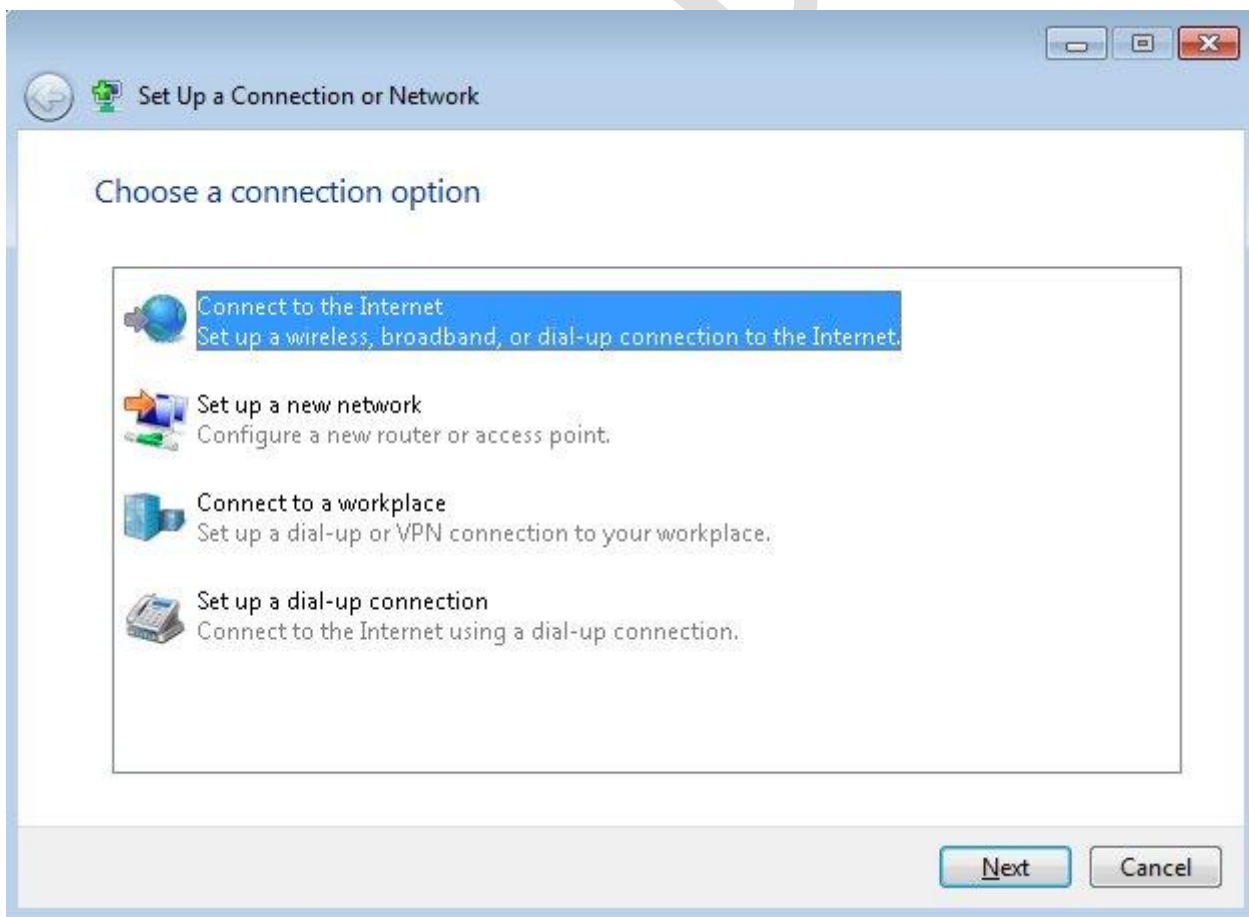 Set Up a Connection or Network
Choose a connection option
Connect to the Internet
Set up a wireless, broadband, or dial-up connection to the Internet.
Set up a new network
Configure a new router or access point.
Connect to a workplace
Set up a dial-up or VPN connection to your workplace.
Set up a dial-up connection
Connect to the Internet using a dial-up connection.
Next Cancel